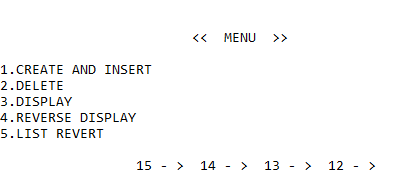 <<  MENU  >>
1.CREATE AND INSERT
2.DELETE
3.DISPLAY
4.REVERSE DISPLAY
5.LIST REVERT
15 - >  14 - >  13 - >  12 - >